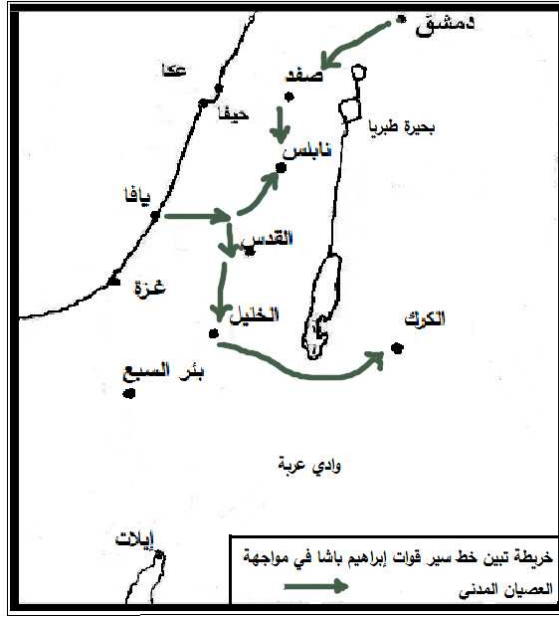 دمشق
عكا
صفد
حيفا
بحيرة طبريا
نابلس
يافا
القدس
غزة
الخليل
الكرك
بئر السبع
وادي عربة
إيلات
خريطة تبين خط سير قوات إبراهيم باشا في مواجهة
العصيان المدني